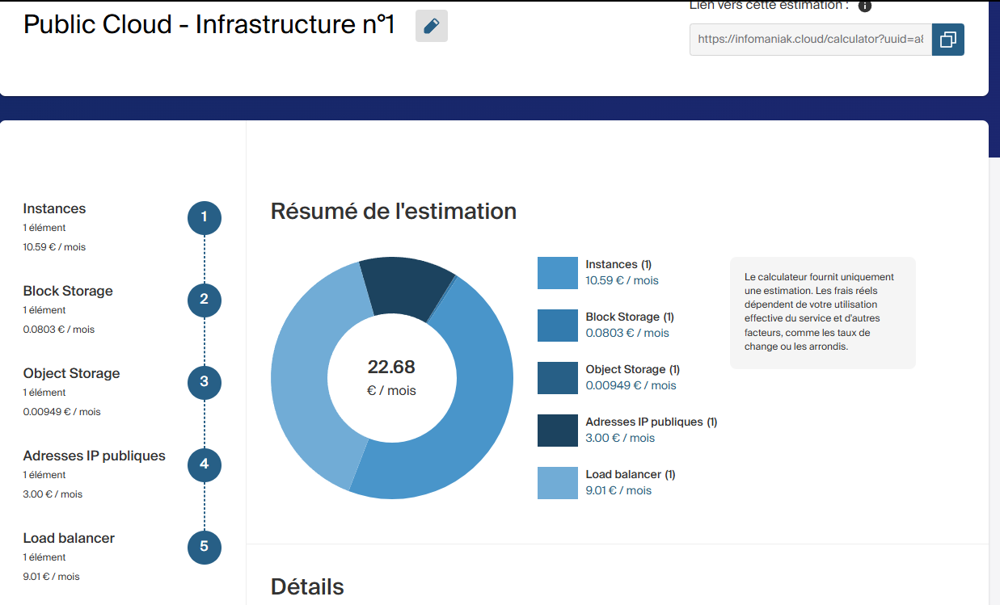 Public Cloud - Infrastructure n°1
Lien vers cette estimation :
https://infomaniak.cloud/calculator?uuid=a8
Instances
1 élément
10.59 € / mois
1
Block Storage
1 élément
0.0803 € / mois
2
Object Storage
1 élément
0.00949 € / mois
3
Adresses IP publiques
1 élément
3.00 € / mois
4
Load balancer
1 élément
9.01 € / mois
5
Résumé de l'estimation
22.68
€ / mois
Instances (1)
10.59 € / mois
Block Storage (1)
0.0803 € / mois
Object Storage (1)
0.00949 € / mois
Adresses IP publiques (1)
3.00 € / mois
Load balancer (1)
9.01 € / mois
Le calculateur fournit uniquement
une estimation. Les frais réels
dépendent de votre utilisation
effective du service et d'autres
facteurs, comme les taux de
change ou les arrondis.
Détails